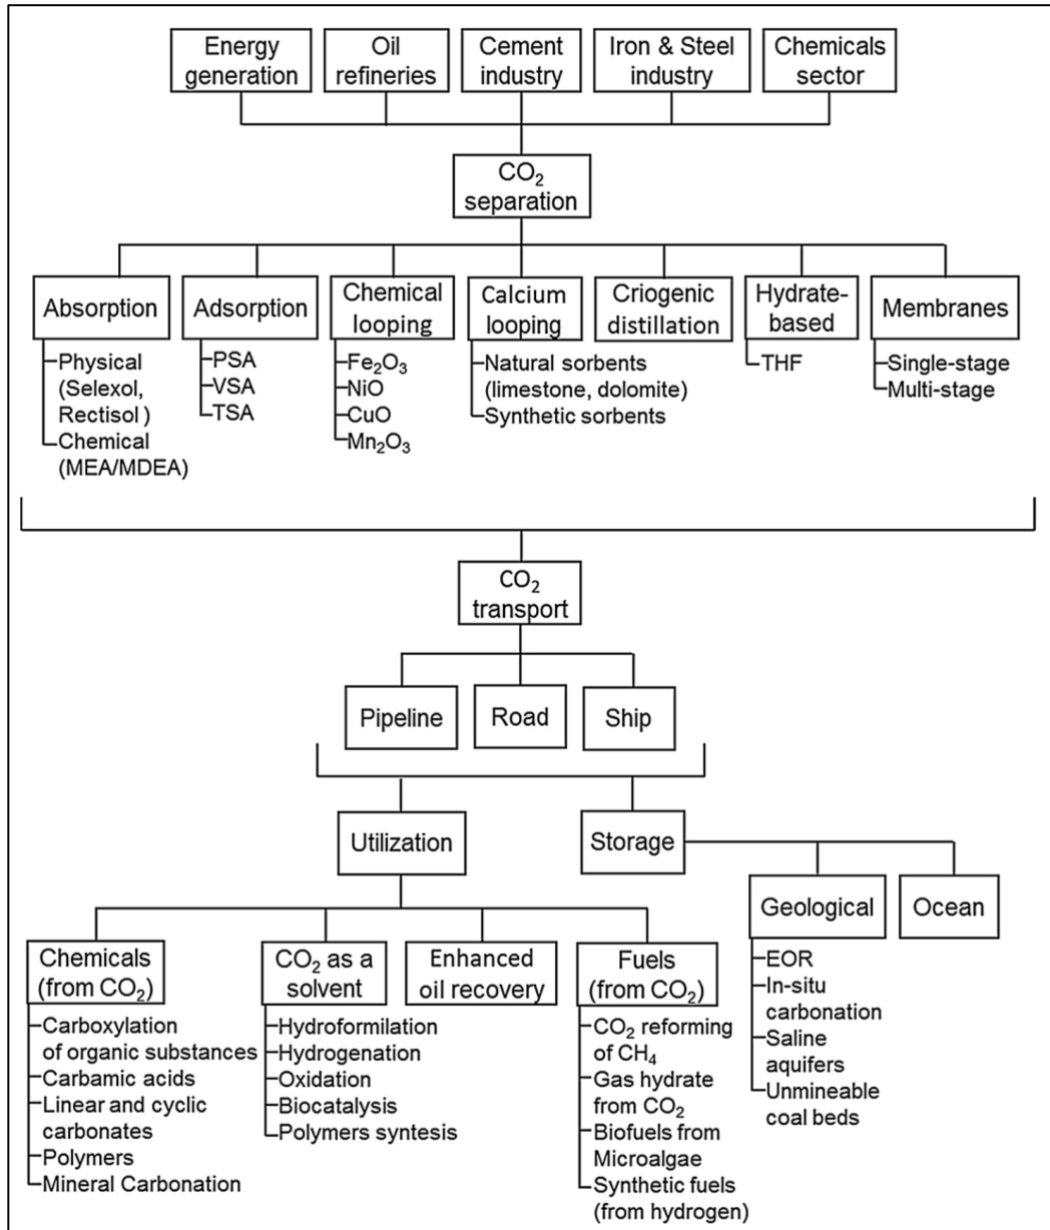 Energy
generation
Oil
refineries
Cement
industry
Iron & Steel
industry
Chemicals
sector
CO₂
separation
Absorption
Physical
(Selexol,
Rectisol )
Chemical
(MEA/MDEA)
Adsorption
PSA
VSA
TSA
Chemical
looping
Fe₂O₃
NiO
CuO
Mn₂O₃
Calcium
looping
Natural sorbents
(limestone, dolomite)
Synthetic sorbents
Criogenic
distillation
Hydrate-
based
THF
Membranes
Single-stage
Multi-stage
CO₂
transport
Pipeline
Road
Ship
Utilization
Storage
Geological
EOR
In-situ
carbonation
Saline
aquifers
Unmineable
coal beds
Ocean
Chemicals
(from CO₂)
Carboxylation
of organic substances
Carbamic acids
Linear and cyclic
carbonates
Polymers
Mineral Carbonation
CO₂ as a
solvent
Hydroformilation
Hydrogenation
Oxidation
Biocatalysis
Polymers syntesis
Enhanced
oil recovery
Fuels
(from CO₂)
CO₂ reforming
of CH₄
Gas hydrate
from CO₂
Biofuels from
Microalgae
Synthetic fuels
(from hydrogen)